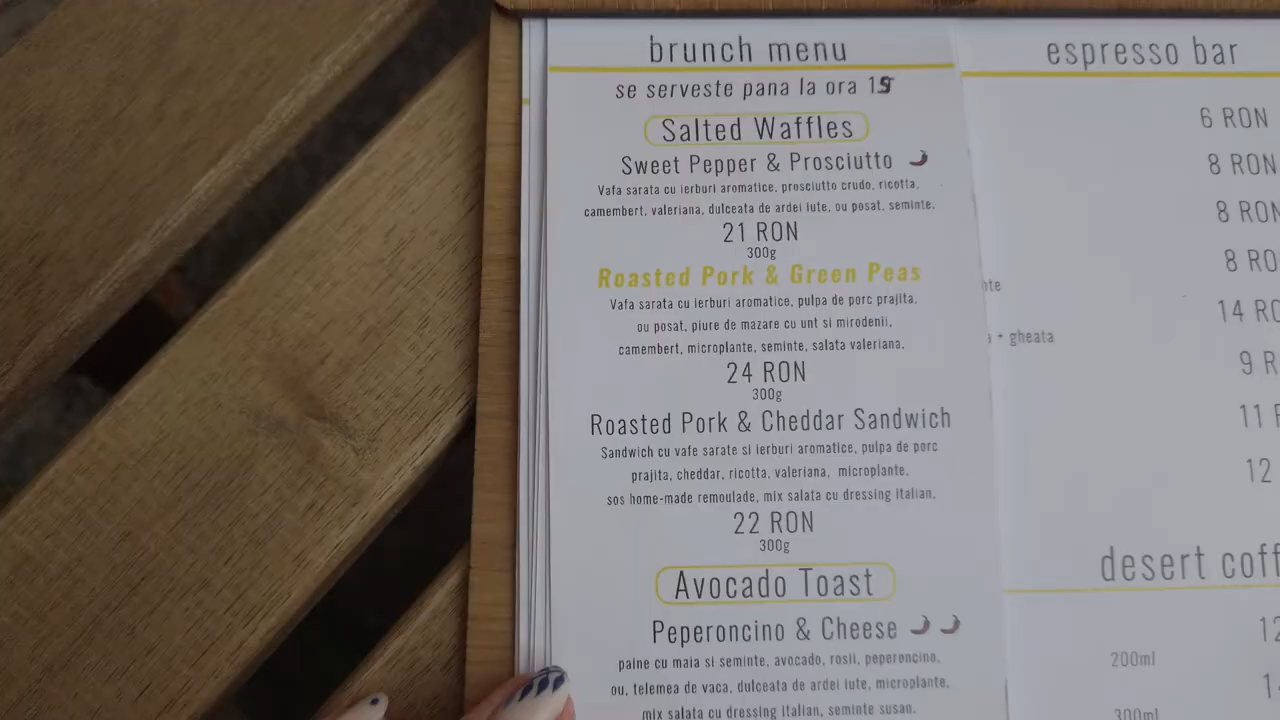 brunch menu
se serveste pana la ora 15
Salted Waffles
Sweet Pepper & Prosciutto
Vafa sarata cu ierburi aromatice, prosciutto crudo, ricotta,
camembert, valeriana, dulceata de ardei iute, ou posat, seminte.
21 RON
300g
Roasted Pork & Green Peas
Vafa sarata cu ierburi aromatice, pulpa de porc prajita,
ou posat, piure de mazare cu unt si mirodenii,
camembert, microplante, seminte, salata valeriana.
24 RON
300g
Roasted Pork & Cheddar Sandwich
Sandwich cu vafe sarate si ierburi aromatice, pulpa de porc
prajita, cheddar, ricotta, valeriana, microplante,
sos home-made remoulade, mix salata cu dressing Italian.
22 RON
300g
Avocado Toast
Peperoncino & Cheese
paine cu maia si seminte, avocado, rosii, peperoncino,
ou, telemea de vaca, dulceata de ardei iute, microplante,
mix salata cu dressing Italian, seminte susan.
espresso bar
6 RON
8 RON
8 RON
8 RO
14 RO
+ gheata
9 R
11
12
desert coff
12
200ml
300ml